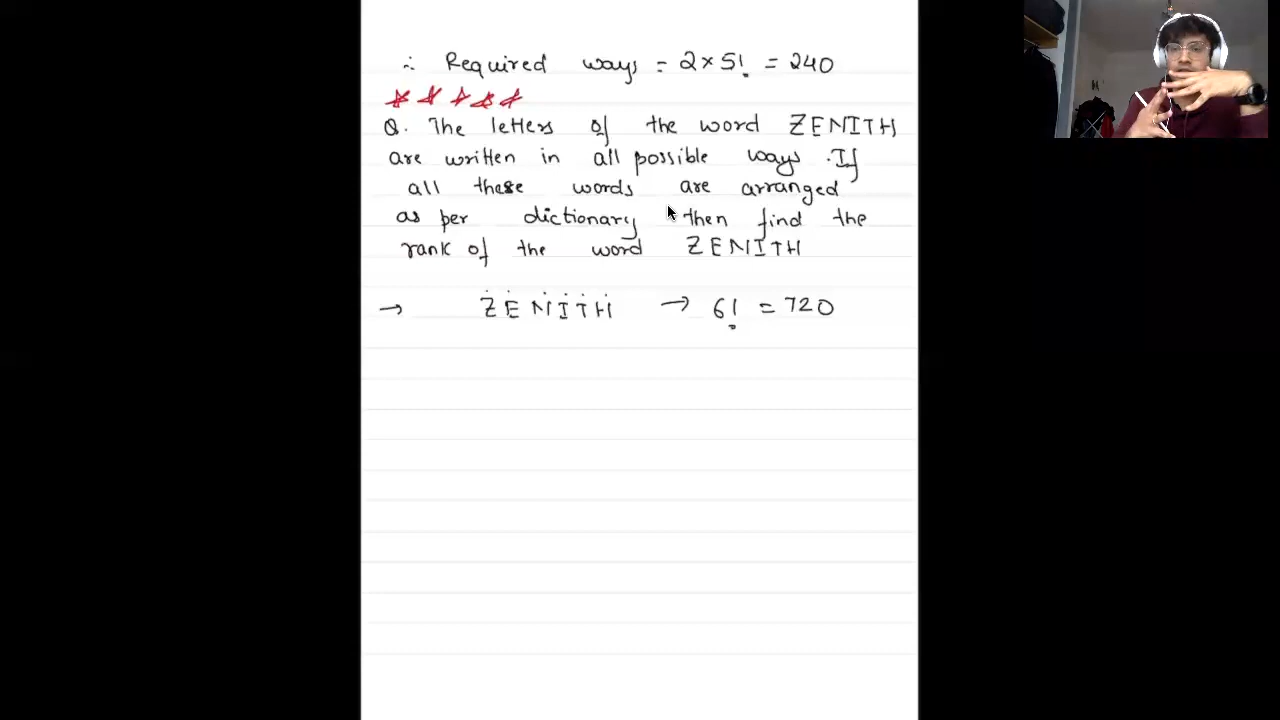 ∴ Required ways = 2 × 5! = 240
Q. The letters of the word ZENITH
are written in all possible ways. If
all these words are arranged
as per dictionary then find the
rank of the word ZENITH
→ ZENITH → 6! = 720